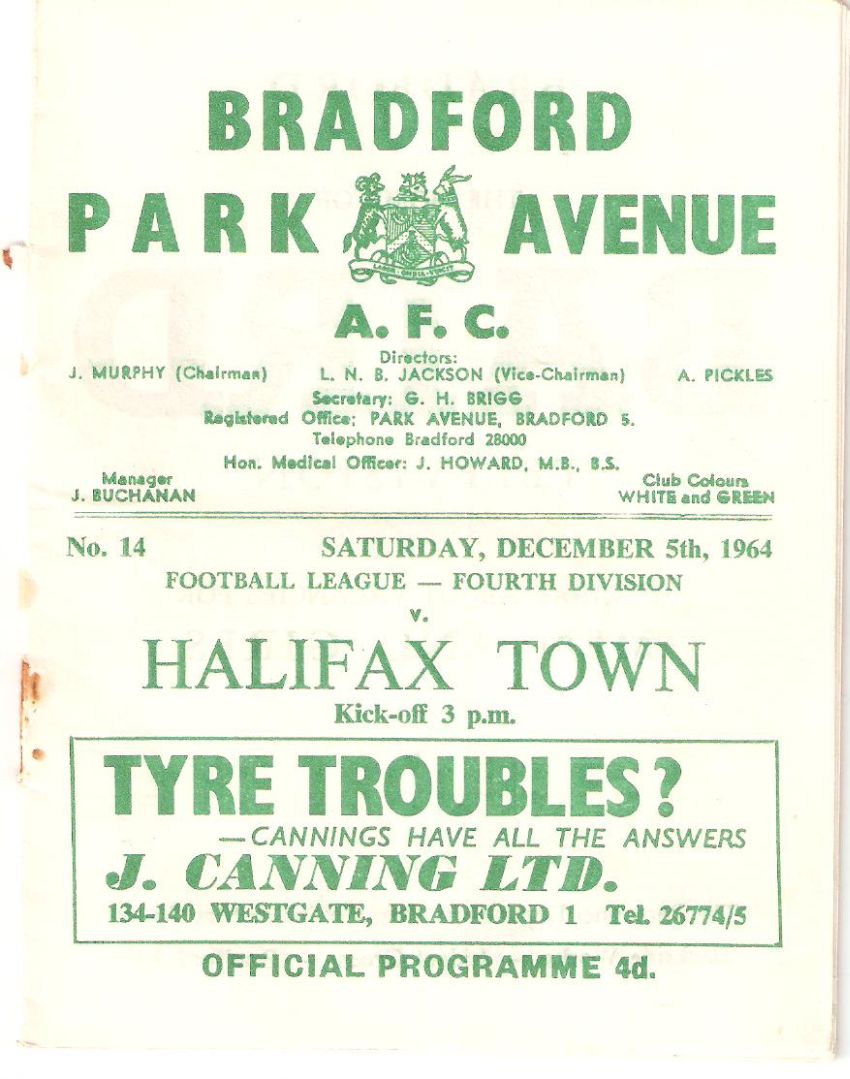 BRADFORD
PARK AVENUE
LABOR · OMNIA · VINCIT
A. F. C.
Directors:
J. MURPHY (Chairman) L. N. B. JACKSON (Vice-Chairman) A. PICKLES
Secretary: G. H. BRIGG
Registered Office: PARK AVENUE, BRADFORD 5.
Telephone Bradford 28000
Hon. Medical Officer: J. HOWARD, M.B., B.S.
Manager Club Colours
J. BUCHANAN WHITE and GREEN
No. 14 SATURDAY, DECEMBER 5th, 1964
FOOTBALL LEAGUE — FOURTH DIVISION
v.
HALIFAX TOWN
Kick-off 3 p.m.
TYRE TROUBLES?
—CANNINGS HAVE ALL THE ANSWERS
J. CANNING LTD.
134-140 WESTGATE, BRADFORD 1 Tel. 26774/5
OFFICIAL PROGRAMME 4d.